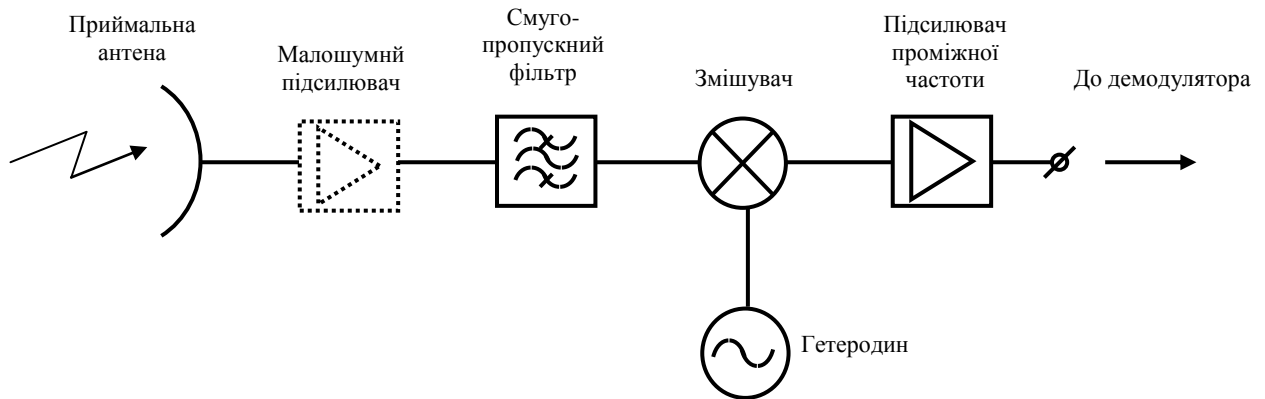 Приймальна
антена
Малошумнй
підсилювач
Смуго-
пропускний
фільтр
Змішувач
Підсилювач
проміжної
частоти
До демодулятора
Гетеродин